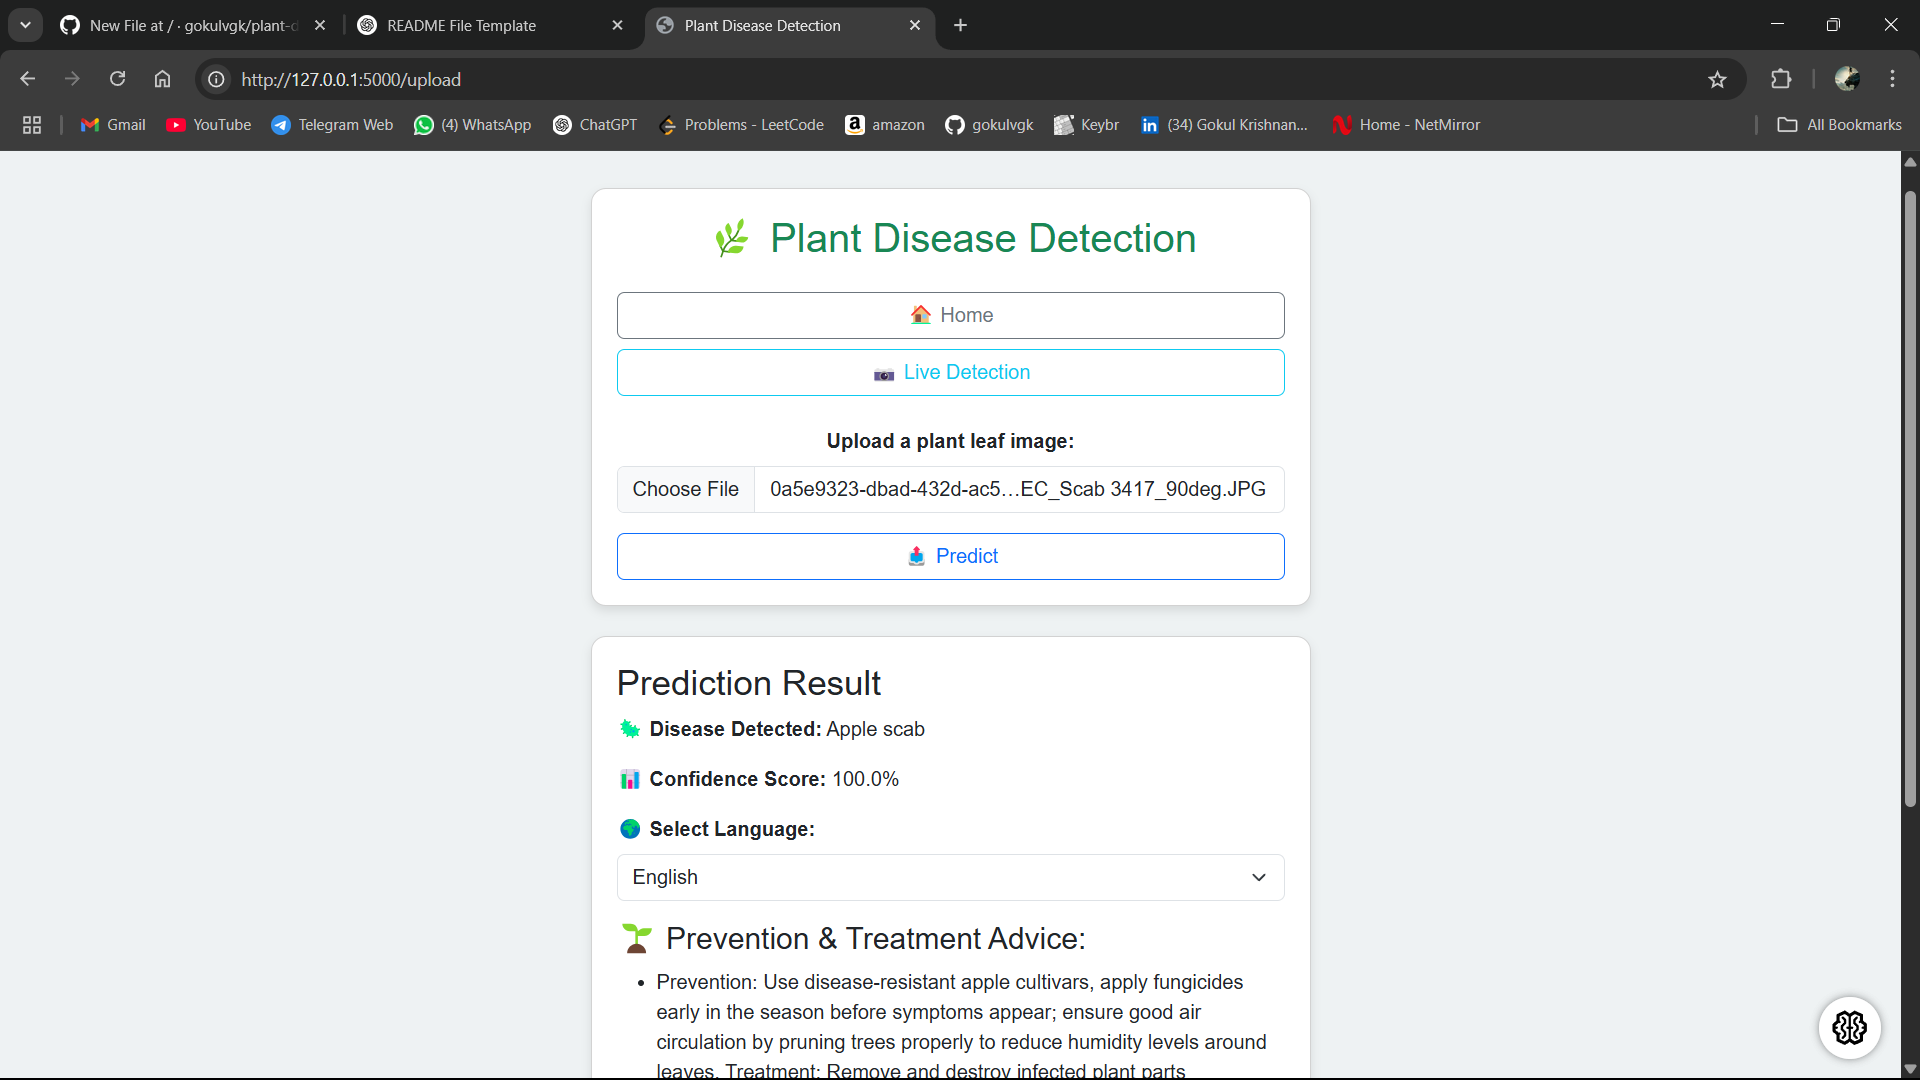 New File at / · gokulvgk/plant-d
README File Template
Plant Disease Detection
http://127.0.0.1:5000/upload
Gmail
YouTube
Telegram Web
(4) WhatsApp
ChatGPT
Problems - LeetCode
amazon
gokulvgk
Keybr
(34) Gokul Krishnan...
Home - NetMirror
All Bookmarks
Plant Disease Detection
Home
Live Detection
Upload a plant leaf image:
Choose File 0a5e9323-dbad-432d-ac5…EC_Scab 3417_90deg.JPG
Predict
Prediction Result
Disease Detected: Apple scab
Confidence Score: 100.0%
Select Language:
English
Prevention & Treatment Advice:
• Prevention: Use disease-resistant apple cultivars, apply fungicides
early in the season before symptoms appear; ensure good air
circulation by pruning trees properly to reduce humidity levels around
leaves. Treatment: Remove and destroy infected plant parts